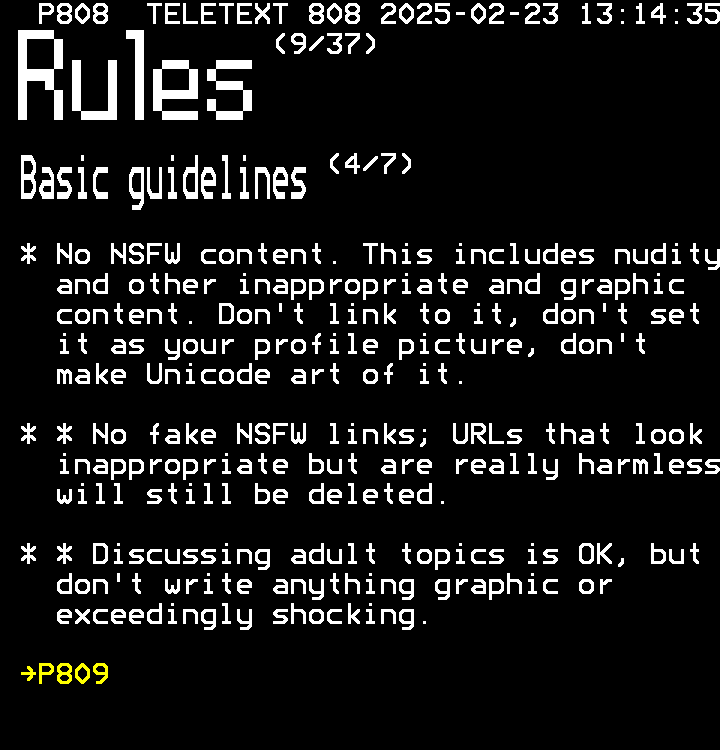 P808 TELETEXT 808 2025-02-23 13:14:35
Rules (9/37)
Basic guidelines (4/7)
* No NSFW content. This includes nudity
and other inappropriate and graphic
content. Don't link to it, don't set
it as your profile picture, don't
make Unicode art of it.
* * No fake NSFW links; URLs that look
inappropriate but are really harmless
will still be deleted.
* * Discussing adult topics is OK, but
don't write anything graphic or
exceedingly shocking.
→P809